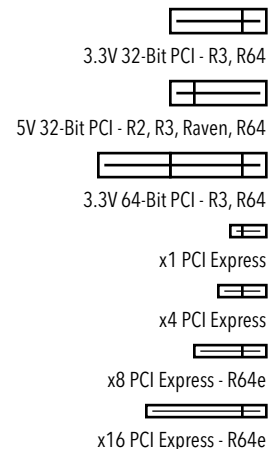 3.3V 32-Bit PCI - R3, R64
5V 32-Bit PCI - R2, R3, Raven, R64
3.3V 64-Bit PCI - R3, R64
x1 PCI Express
x4 PCI Express
x8 PCI Express - R64e
x16 PCI Express - R64e